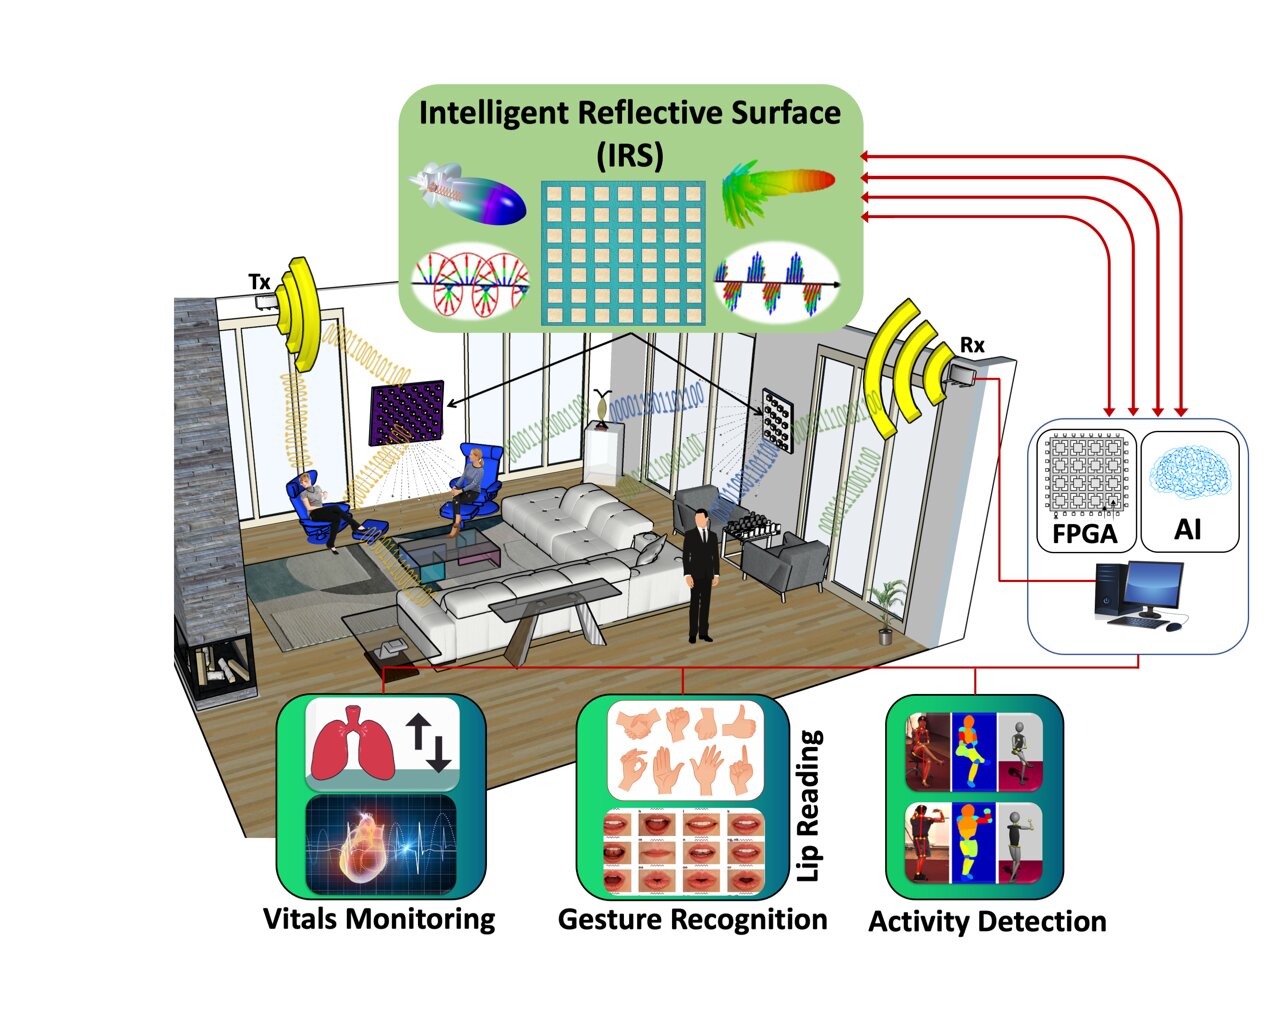 Intelligent Reflective Surface
(IRS)
Tx
Rx
FPGA
AI
Lip Reading
Vitals Monitoring
Gesture Recognition
Activity Detection